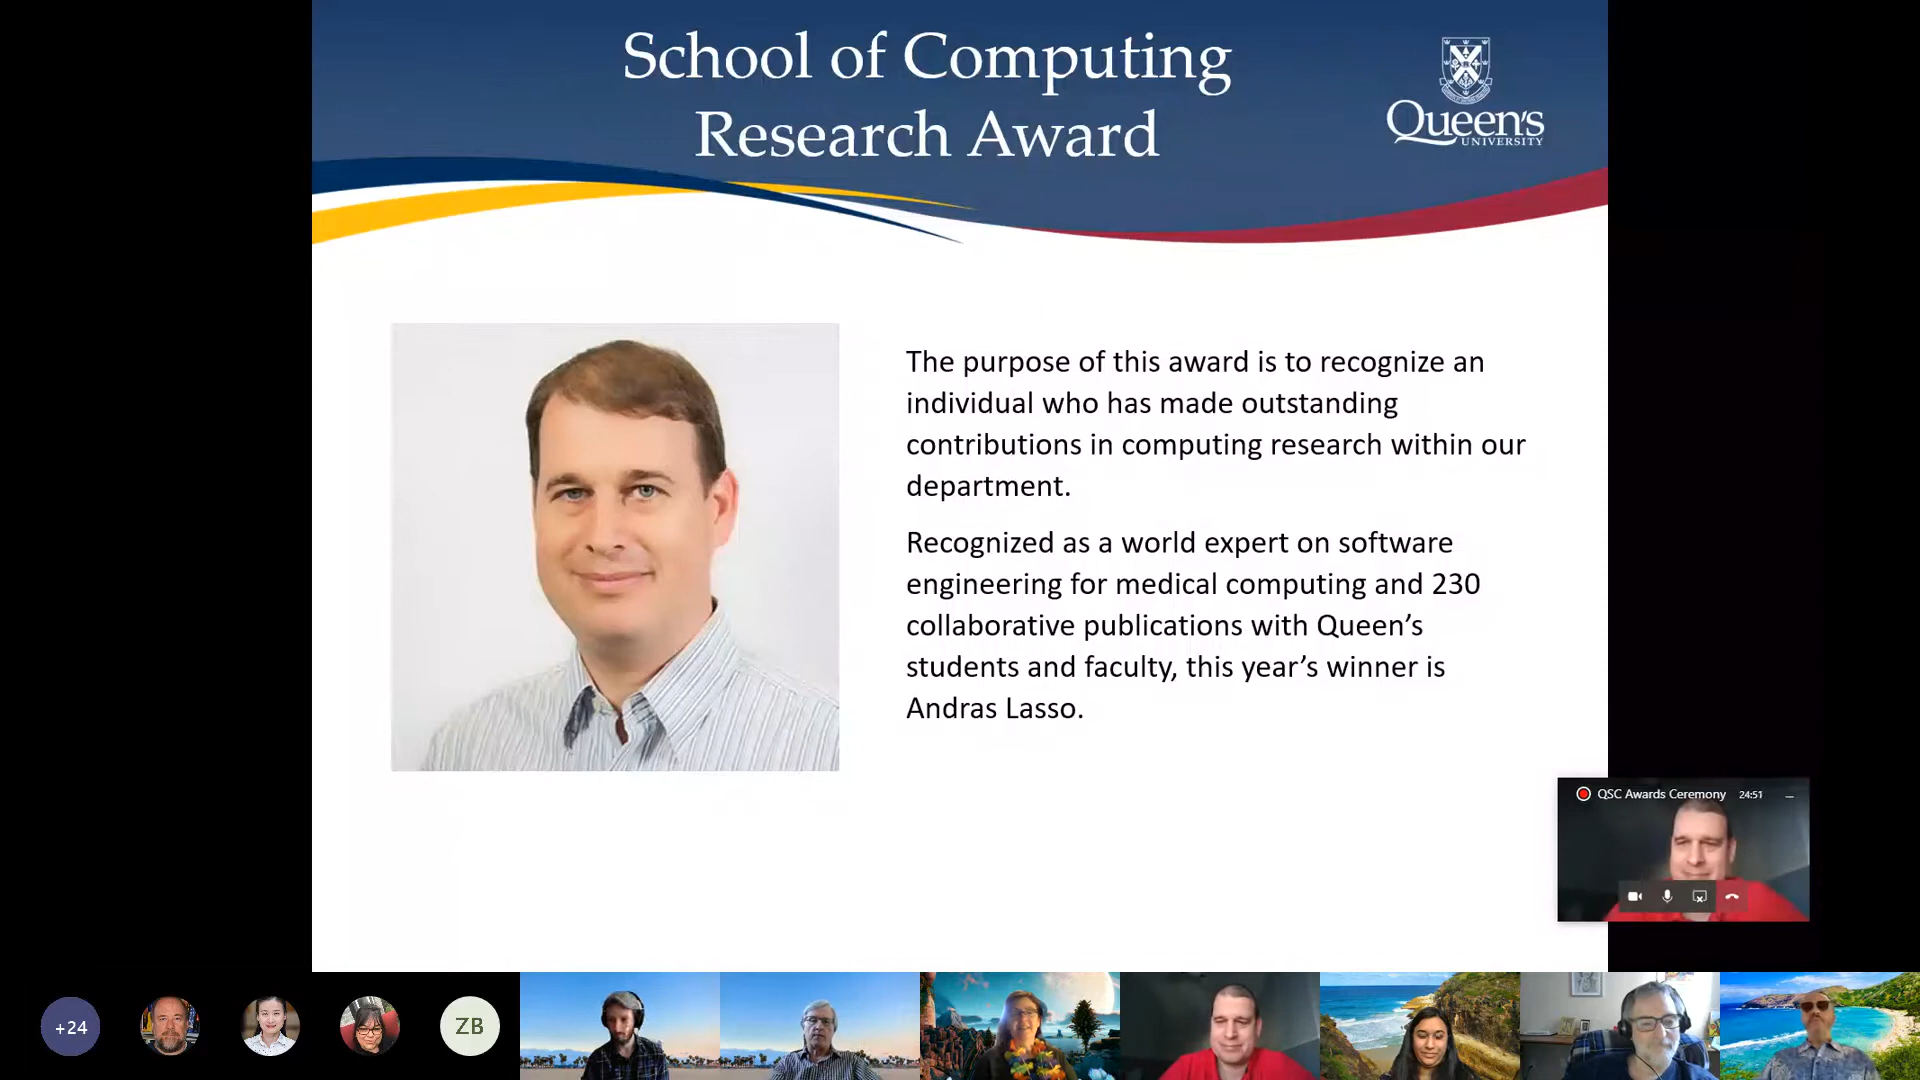 School of Computing
Research Award
Queen's
UNIVERSITY
The purpose of this award is to recognize an
individual who has made outstanding
contributions in computing research within our
department.
Recognized as a world expert on software
engineering for medical computing and 230
collaborative publications with Queen’s
students and faculty, this year’s winner is
Andras Lasso.
QSC Awards Ceremony 24:51
+24
ZB